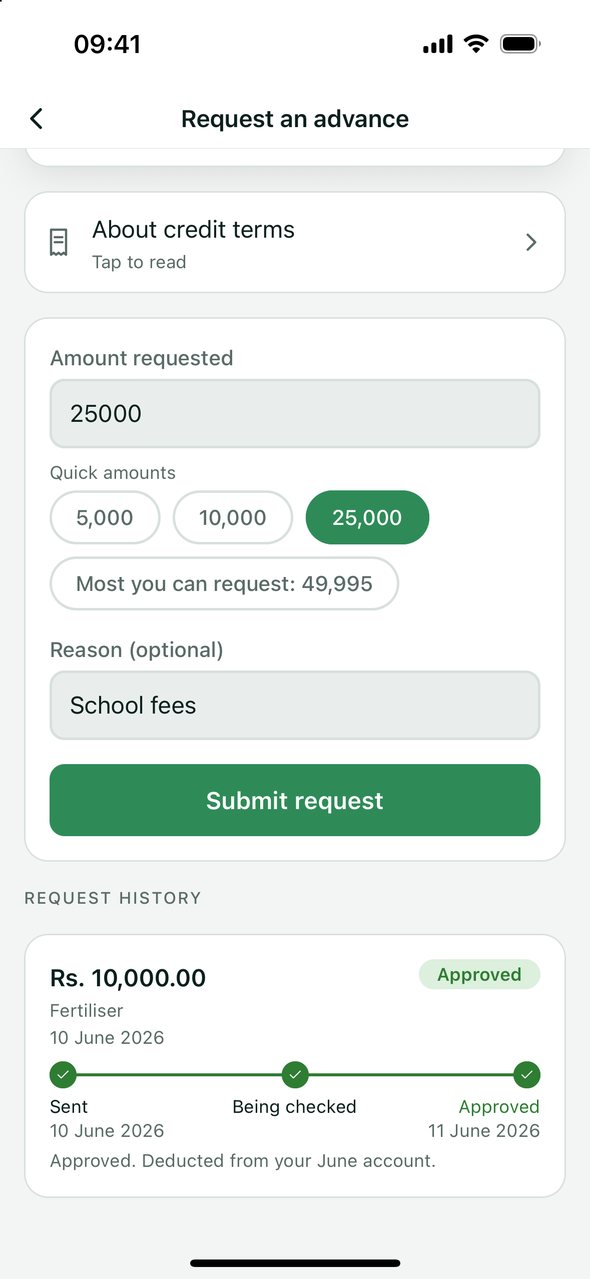 09:41
Request an advance
About credit terms
Tap to read
Amount requested
25000
Quick amounts
5,000
10,000
25,000
Most you can request: 49,995
Reason (optional)
School fees
Submit request
REQUEST HISTORY
Rs. 10,000.00
Approved
Fertiliser
10 June 2026
Sent
Being checked
Approved
10 June 2026
11 June 2026
Approved. Deducted from your June account.